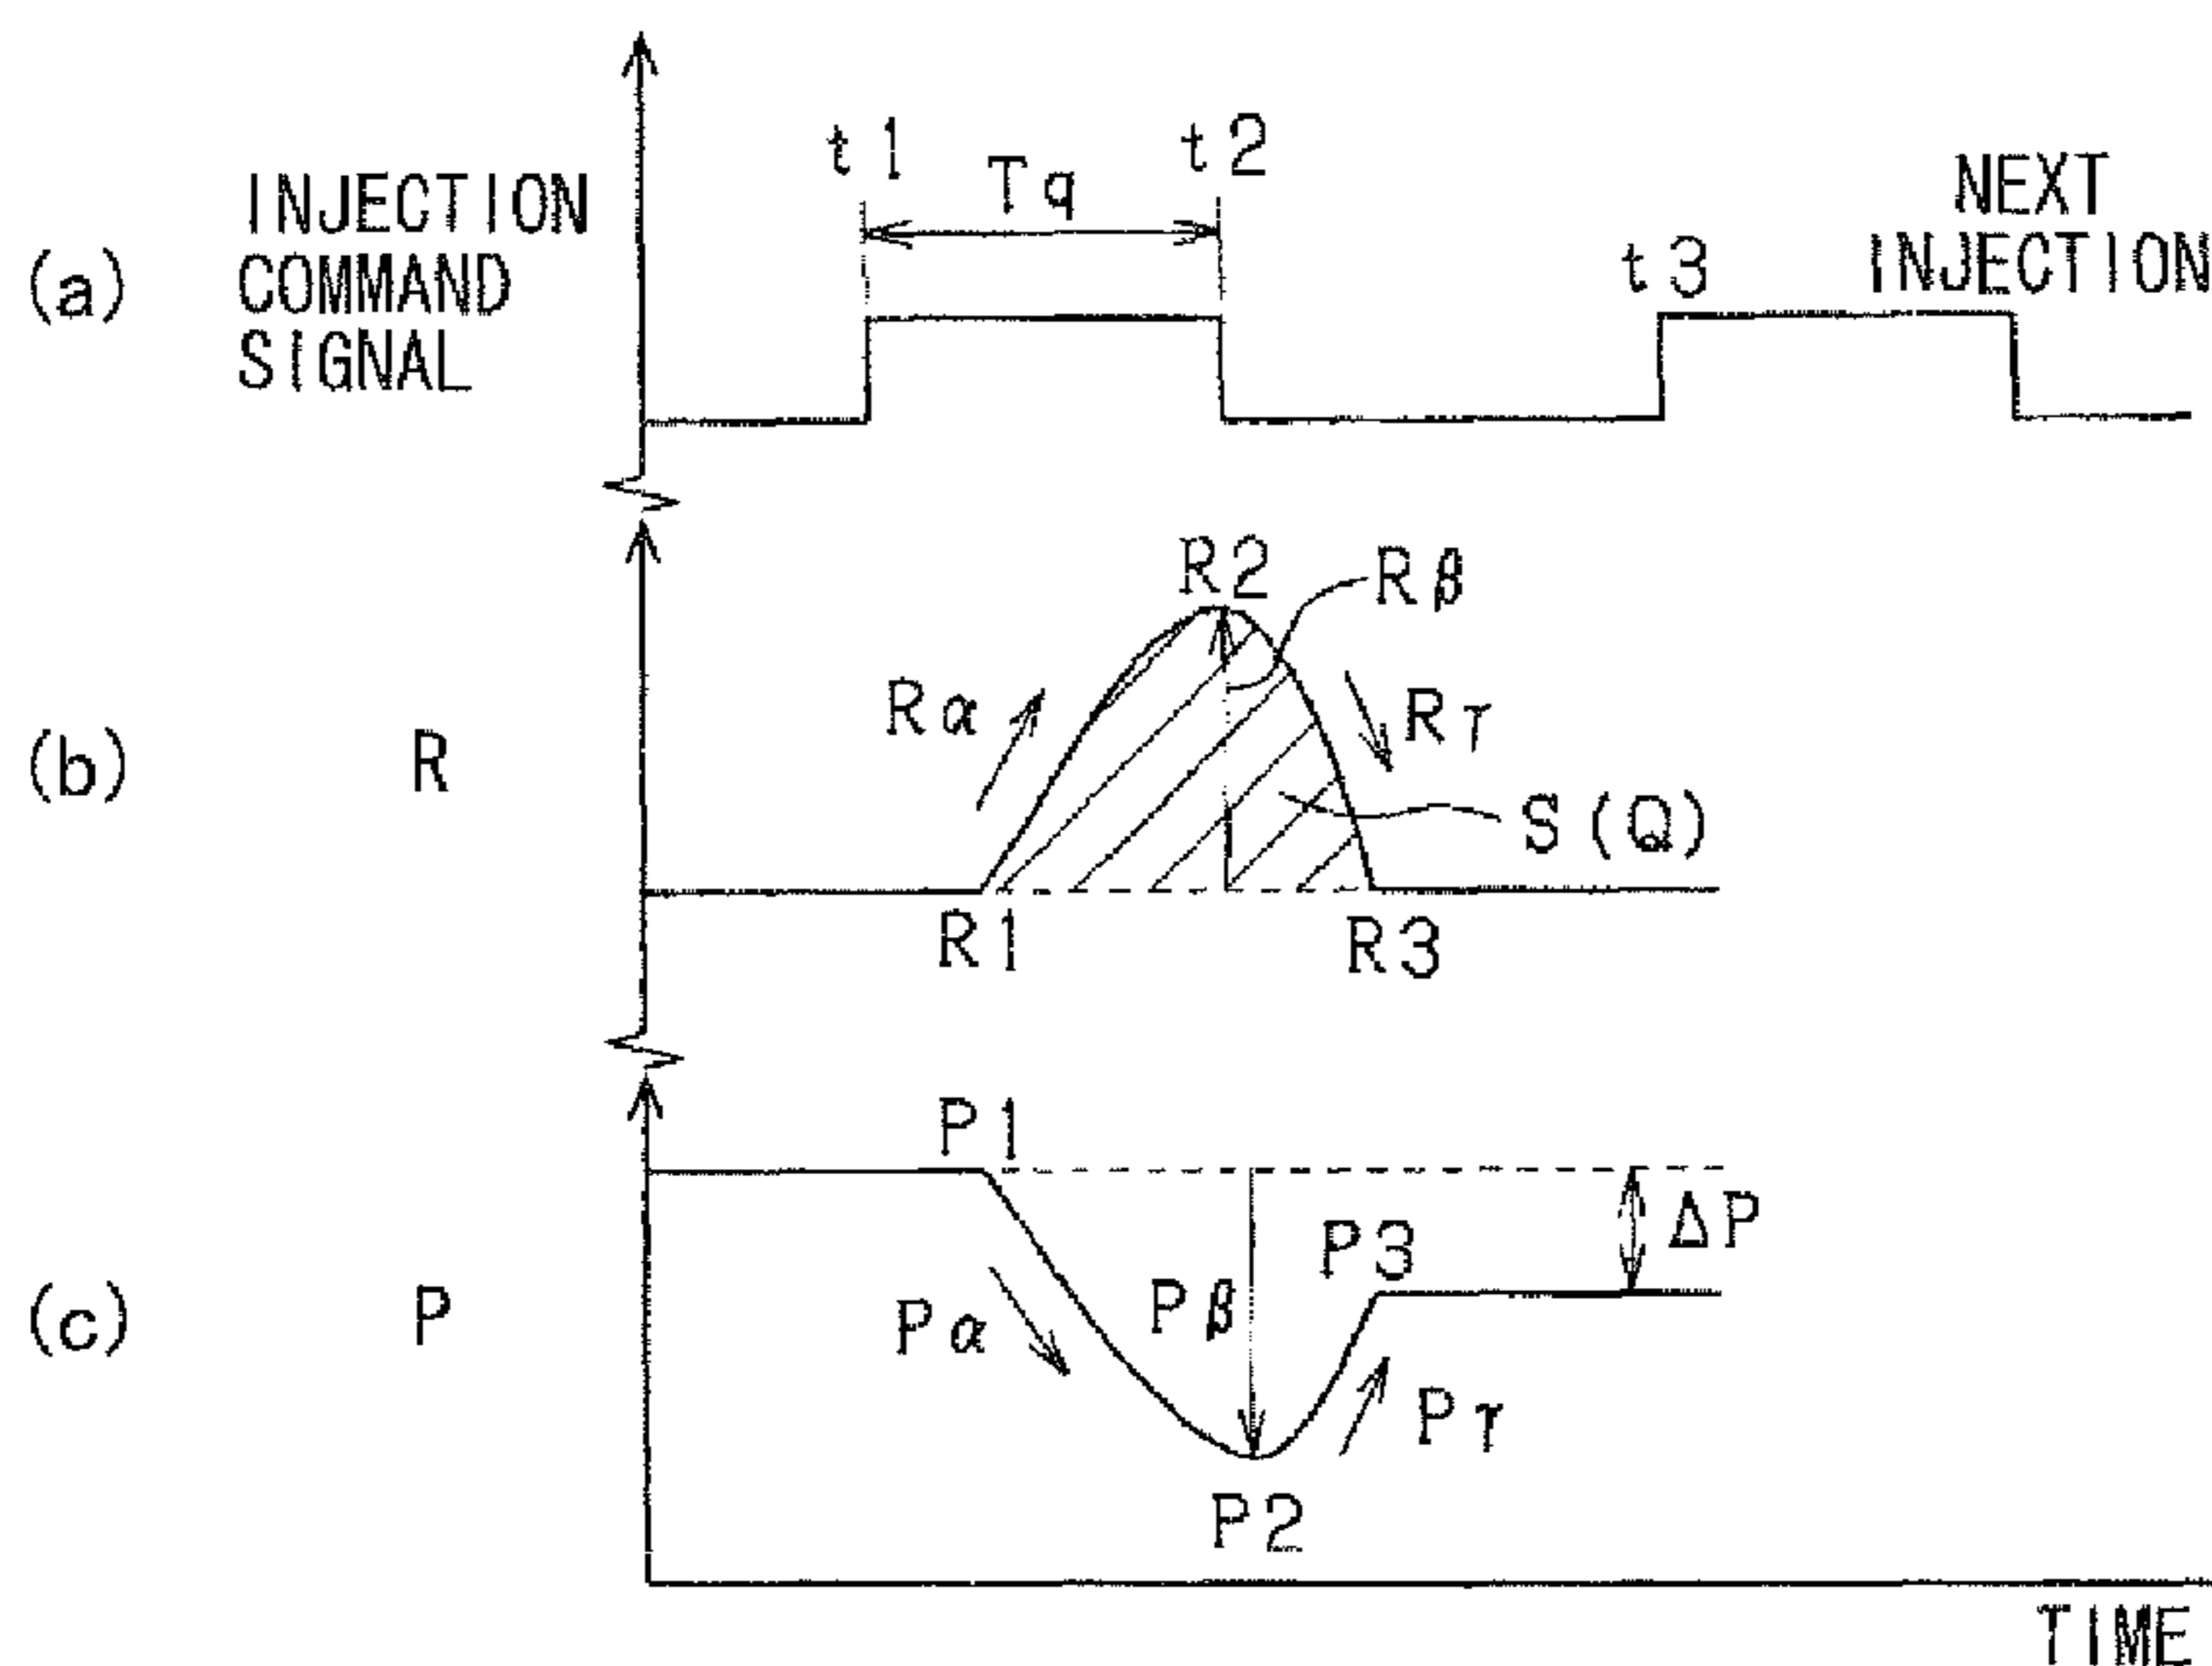 (a)
INJECTION
COMMAND
SIGNAL
t1
Tq
t2
t3
NEXT
INJECTION
(b)
R
R2
Rβ
Rα
Rγ
S(Q)
R1
R3
(c)
P
P1
ΔP
P3
Pβ
Pα
Pγ
P2
TIME